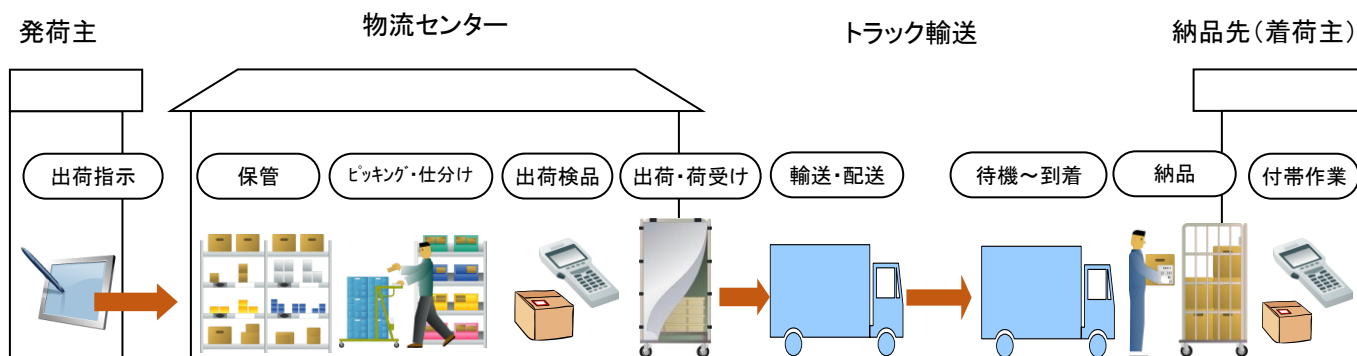 発荷主
物流センター
トラック輸送
納品先(着荷主)
出荷指示
保管
ﾋﾟッｷﾝｸﾞ・仕分け
出荷検品
出荷・荷受け
輸送・配送
待機～到着
納品
付帯作業